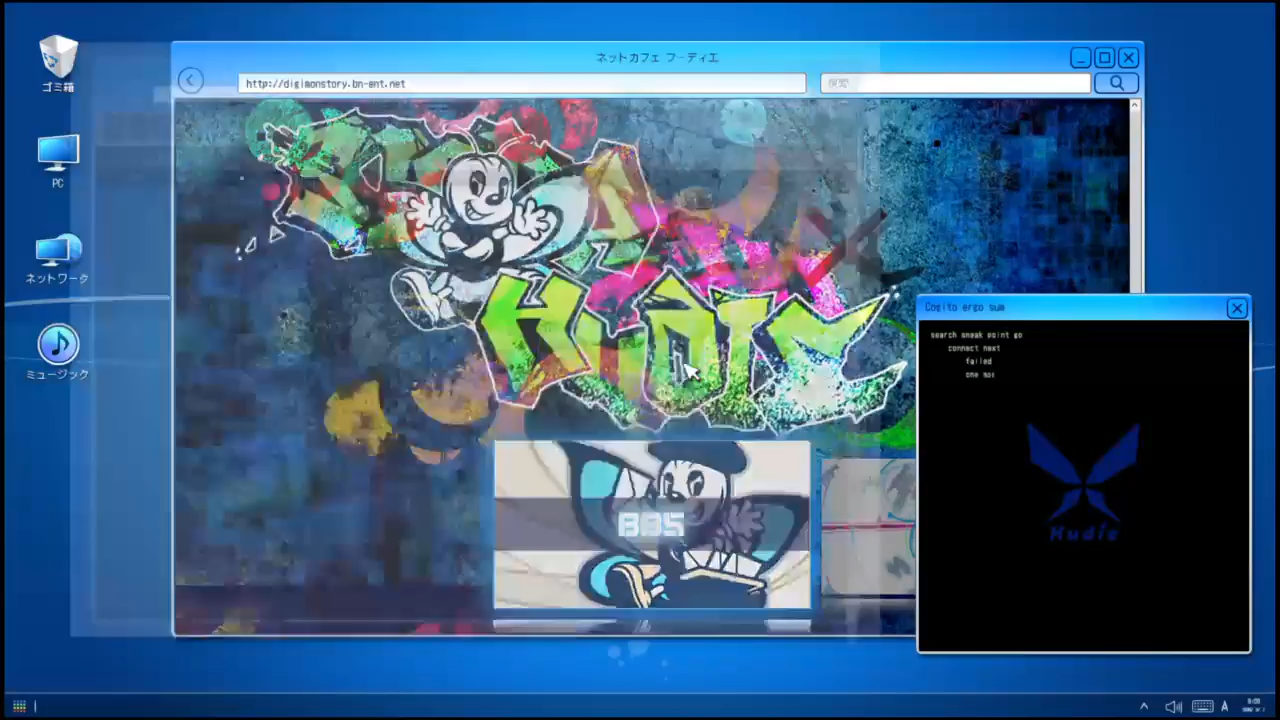 ゴミ箱
PC
ネットワーク
ミュージック
ネットカフェ フーディエ
http://digimonstory.bn-ent.net
検索
HUDIE
BBS
Cogito ergo sum
search sneak point go
connect next
failed
Hudie
A